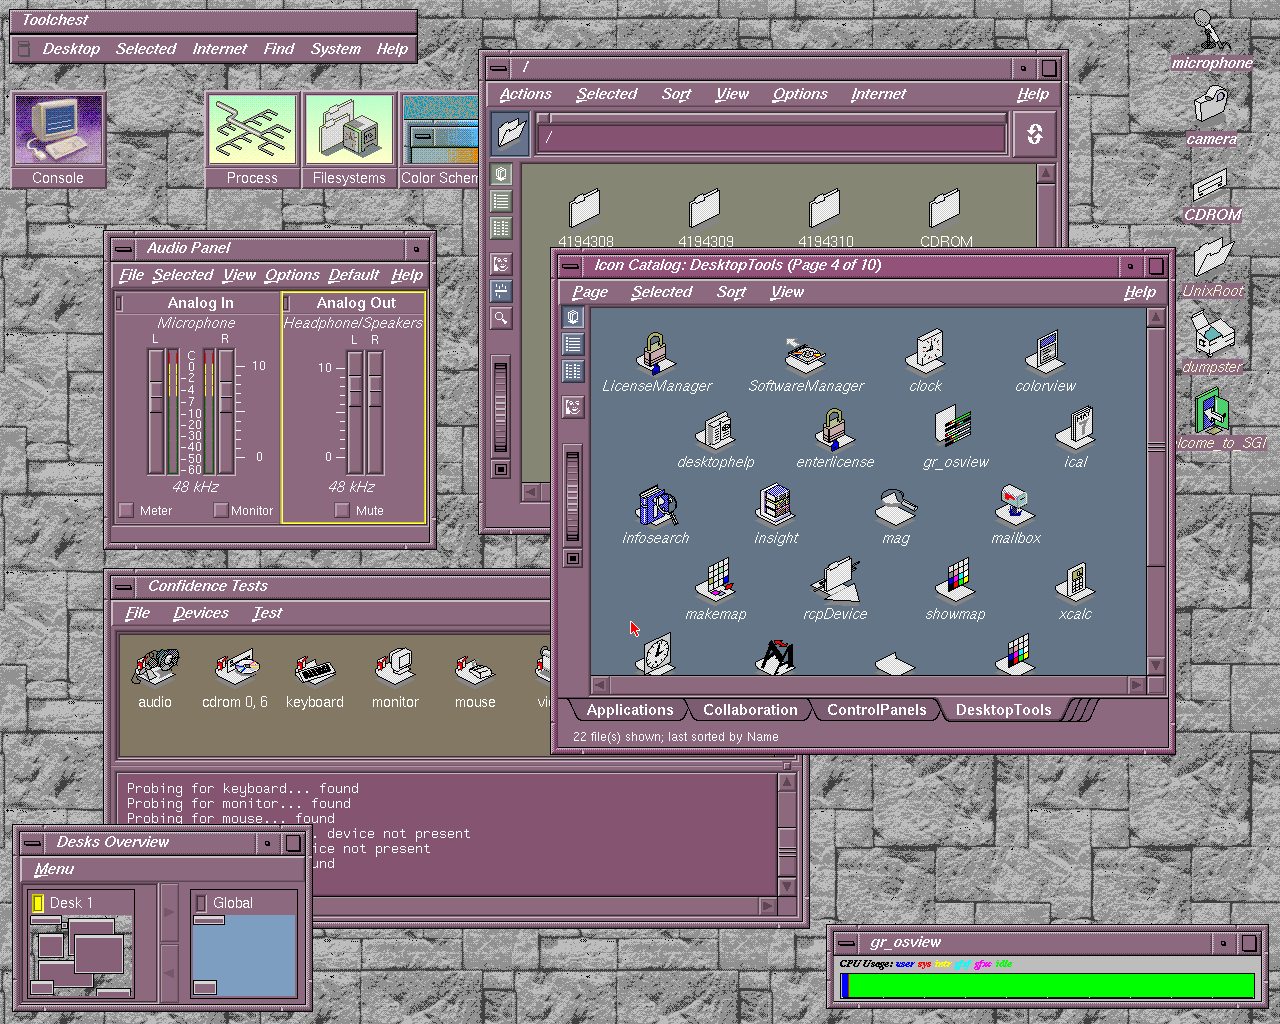 Toolchest
Desktop Selected Internet Find System Help
Console
Process
Filesystems
Color Schem
microphone
camera
CDROM
UnixRoot
dumpster
lcome_to_SGI
/
Actions Selected Sort View Options Internet Help
/
4194308 4194309 4194310 CDROM
Audio Panel
File Selected View Options Default Help
Analog In
Microphone
L R
C
0
-2
-4
-7
-10
-20
-30
-40
-50
-60
10
0
48 kHz
Meter Monitor
Analog Out
Headphone/Speakers
L R
10
0
48 kHz
Mute
Icon Catalog: DesktopTools (Page 4 of 10)
Page Selected Sort View Help
LicenseManager SoftwareManager clock colorview
desktophelp enterlicense gr_osview ical
infosearch insight mag mailbox
makemap rcpDevice showmap xcalc
Applications Collaboration ControlPanels DesktopTools
22 file(s) shown; last sorted by Name
Confidence Tests
File Devices Test
audio cdrom 0, 6 keyboard monitor mouse vi
Probing for keyboard... found
Probing for monitor... found
Probing for mouse... found
. device not present
ice not present
und
Desks Overview
Menu
Desk 1
Global
gr_osview
CPU Usage: user sys intr gfxf gfxc idle